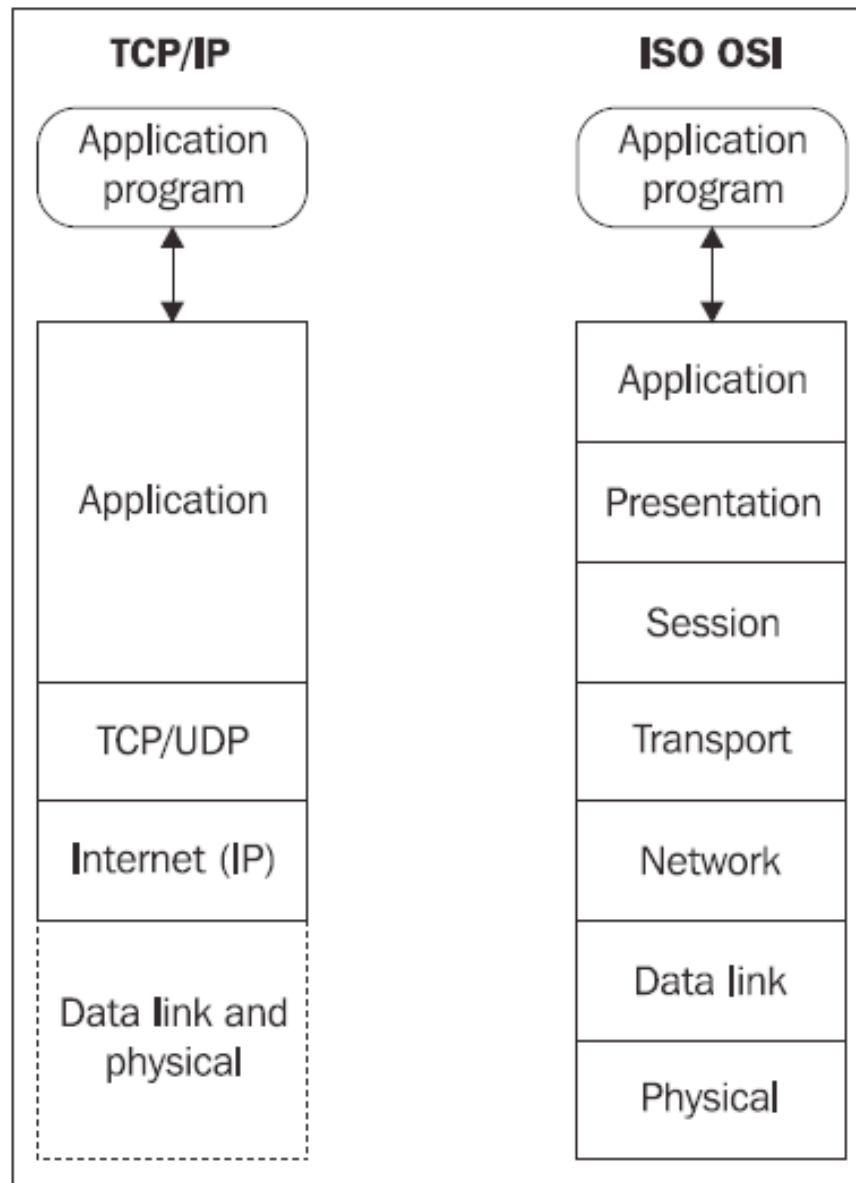 TCP/IP
Application
program
Application
TCP/UDP
Internet (IP)
Data link and
physical
ISO OSI
Application
program
Application
Presentation
Session
Transport
Network
Data link
Physical